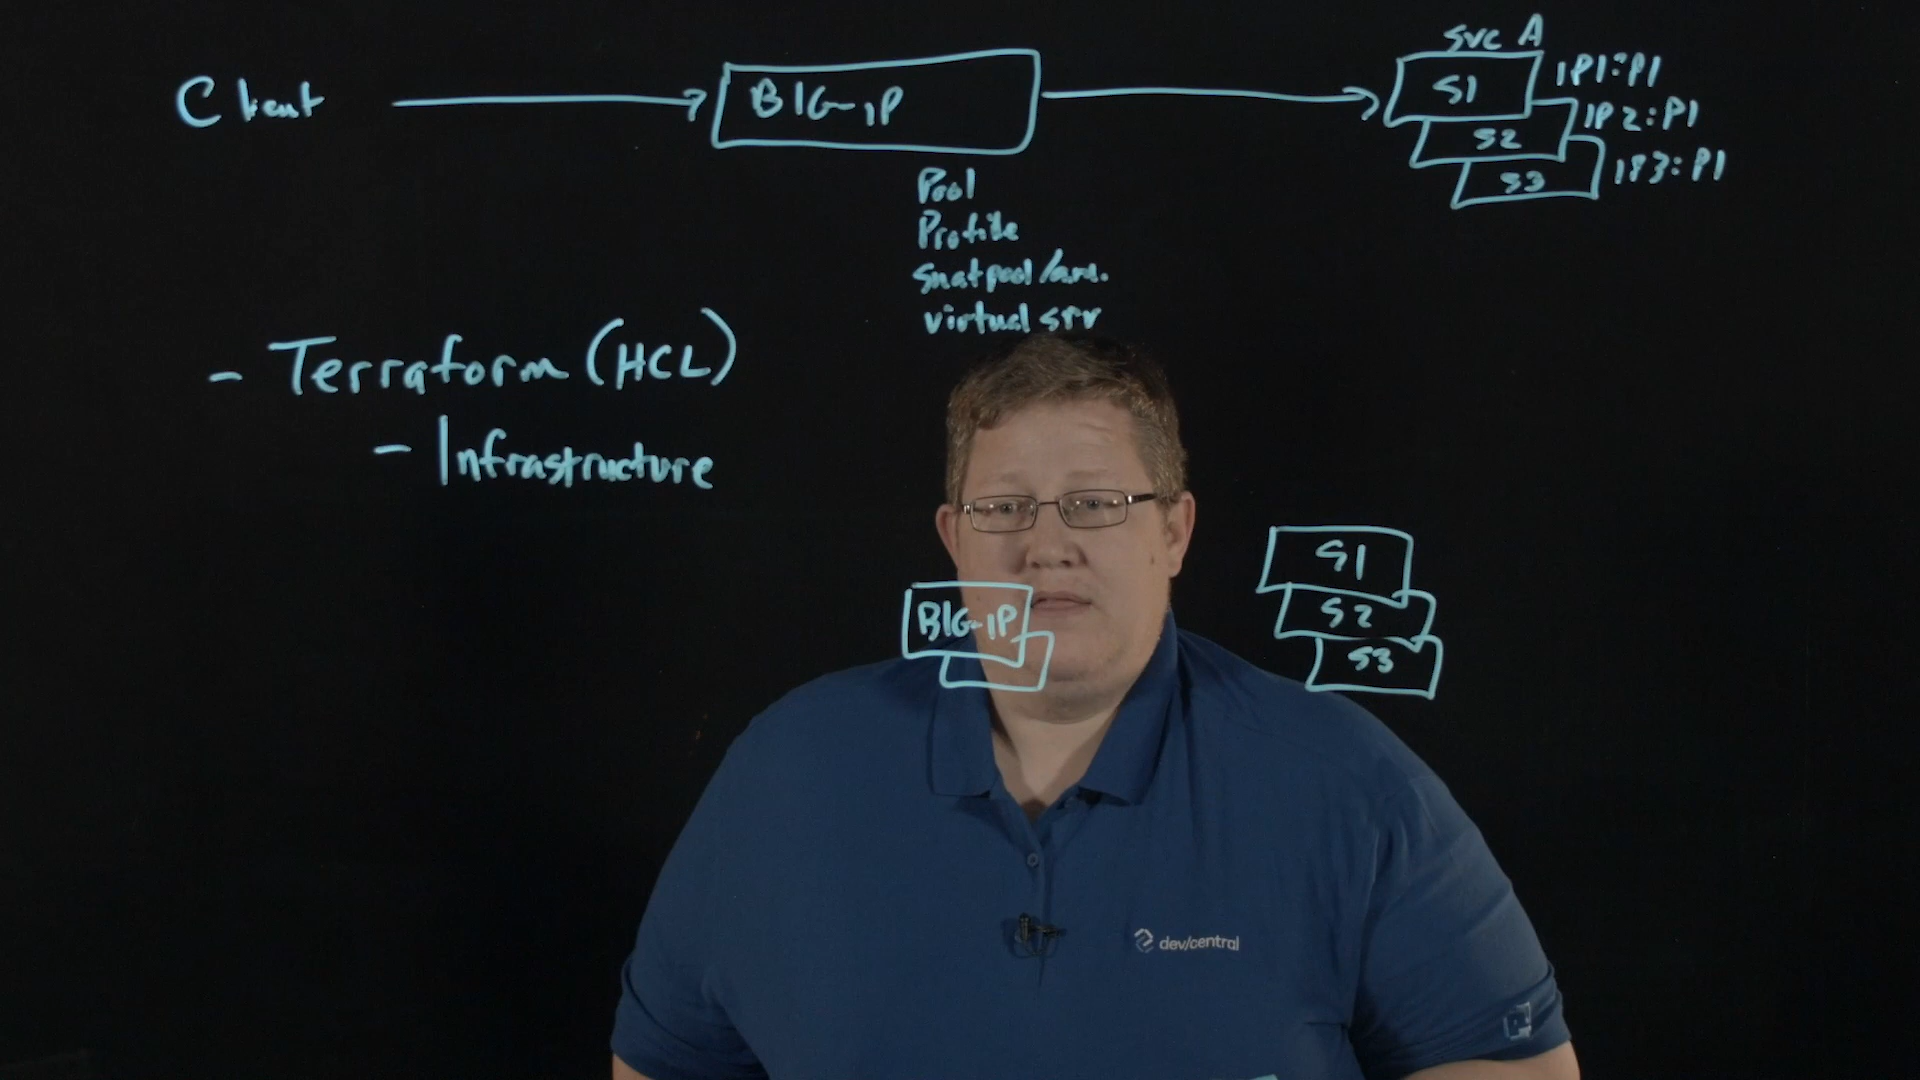 svc A
Client
BIG-IP
S1
IP1:P1
S2
IP2:P1
S3
IP3:P1
Pool
Profile
Snatpool/am.
virtual srv
- Terraform (HCL)
- Infrastructure
BIG-IP
S1
S2
S3
dev/central